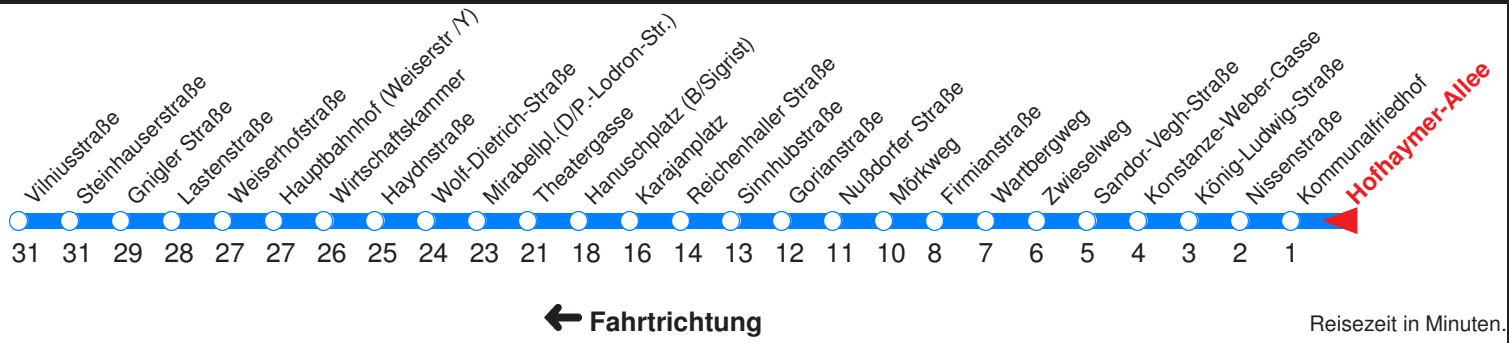 Viliniusstraße
Steinhauserstraße
Gnigler Straße
Lastenstraße
Weiserhofstraße
Hauptbahnhof (Weiserstr /Y)
Wirtschaftskammer
Haydnstraße
Wolf-Dietrich-Straße
Mirabellpl.(D/P.-Lodron-Str.)
Theatergasse
Hanuschplatz (B/Sigrist)
Karajanplatz
Reichenhaller Straße
Sinnhubstraße
Gorianstraße
Nußdorfer Straße
Mörkweg
Firmianstraße
Wartbergweg
Zwieselweg
Sandor-Vegh-Straße
Konstanze-Weber-Gasse
König-Ludwig-Straße
Nissenstraße
Kommunalfriedhof
Hofhaymer-Allee
31 31 29 28 27 27 26 25 24 23 21 18 16 14 13 12 11 10 8 7 6 5 4 3 2 1
Fahrtrichtung
Reisezeit in Minuten.